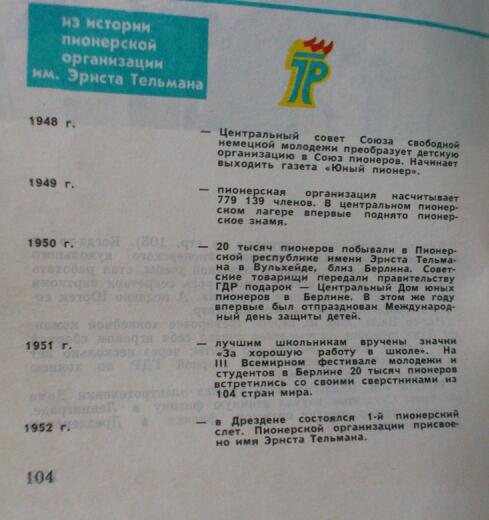 из истории
пионерской
организации
им. Эрнста Тельмана
1948 г.
— Центральный совет Союза свободной
немецкой молодежи преобразует детскую
организацию в Союз пионеров. Начинает
выходить газета «Юный пионер».
1949 г.
— пионерская организация насчитывает
779 139 членов. В центральном пионер-
ском лагере впервые поднято пионер-
ское знамя.
1950 г.
— 20 тысяч пионеров побывали в Пионер-
ской республике имени Эрнста Тельма-
на в Вульхейде, близ Берлина. Совет-
ские товарищи передали правительству
ГДР подарок — Центральный Дом юных
пионеров в Берлине. В этом же году
впервые был отпразднован Международ-
ный день защиты детей.
1951 г.
— лучшим школьникам вручены значки
«За хорошую работу в школе». На
III Всемирном фестивале молодежи и
студентов в Берлине 20 тысяч пионеров
встретились со своими сверстниками из
104 стран мира.
1952 г.
— в Дрездене состоялся 1-й пионерский
слет. Пионерской организации присвое-
но имя Эрнста Тельмана.
104